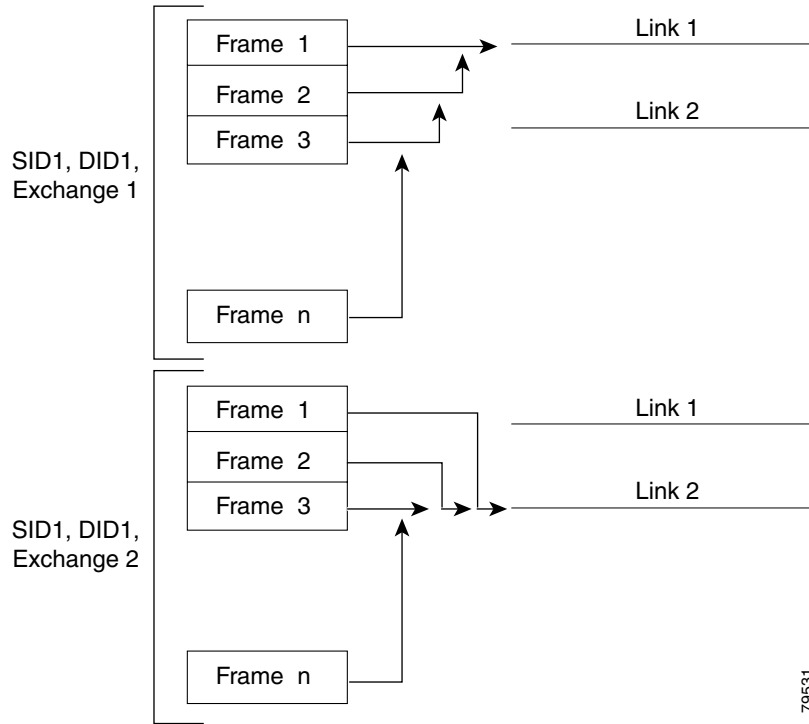 Frame 1
Link 1
Frame 2
Link 2
Frame 3
SID1, DID1,
Exchange 1
Frame n
Frame 1
Link 1
Frame 2
Link 2
Frame 3
SID1, DID1,
Exchange 2
Frame n
79531